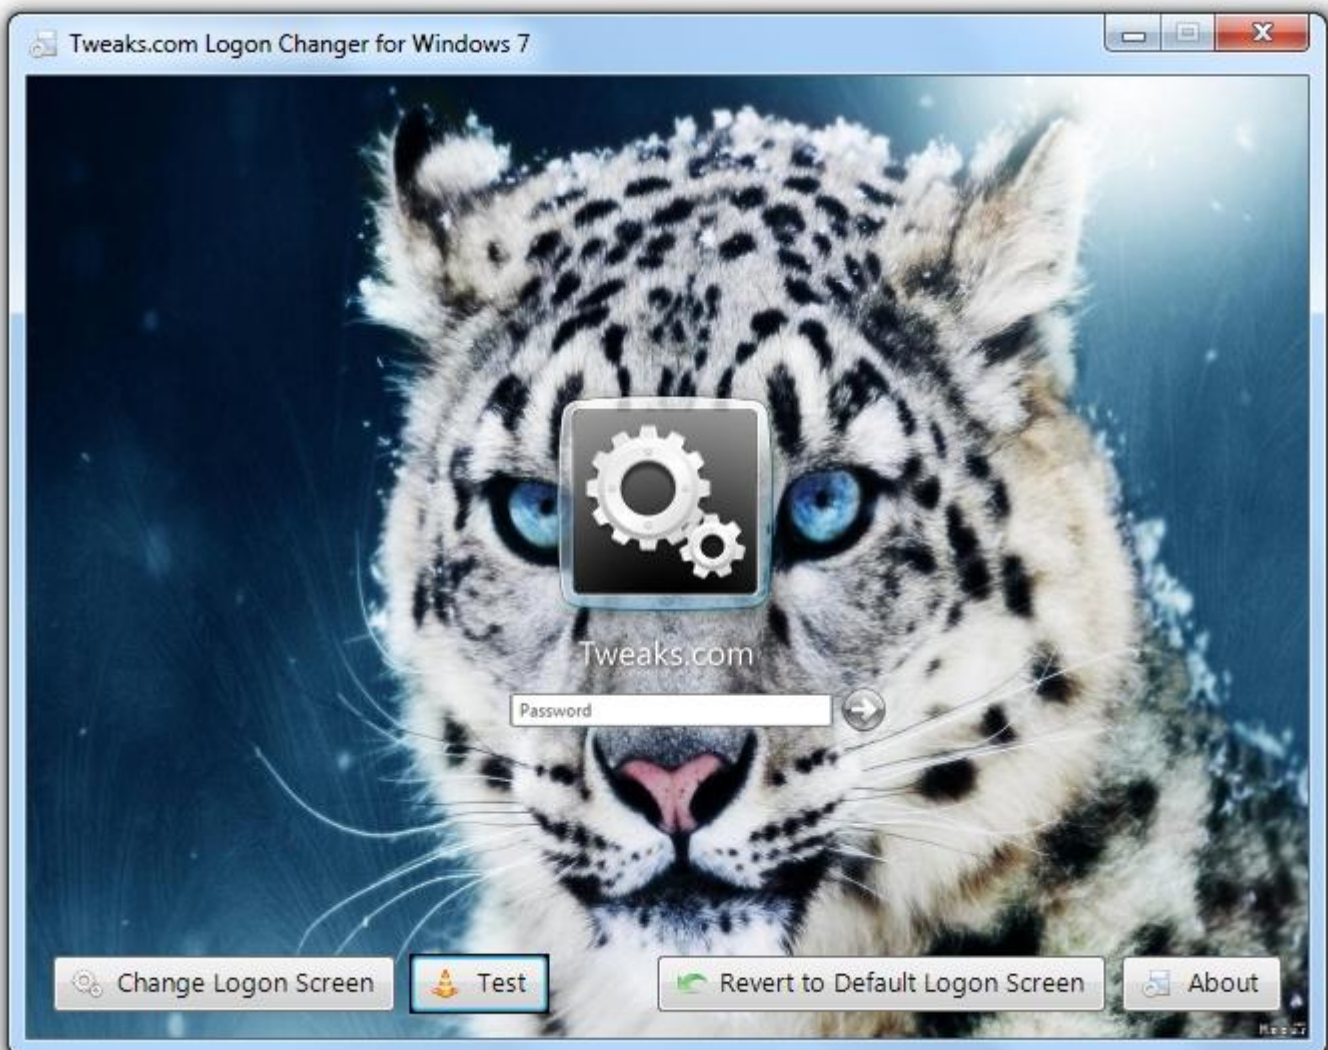 Tweaks.com Logon Changer for Windows 7
Tweaks.com
Password
Change Logon Screen
Test
Revert to Default Logon Screen
About